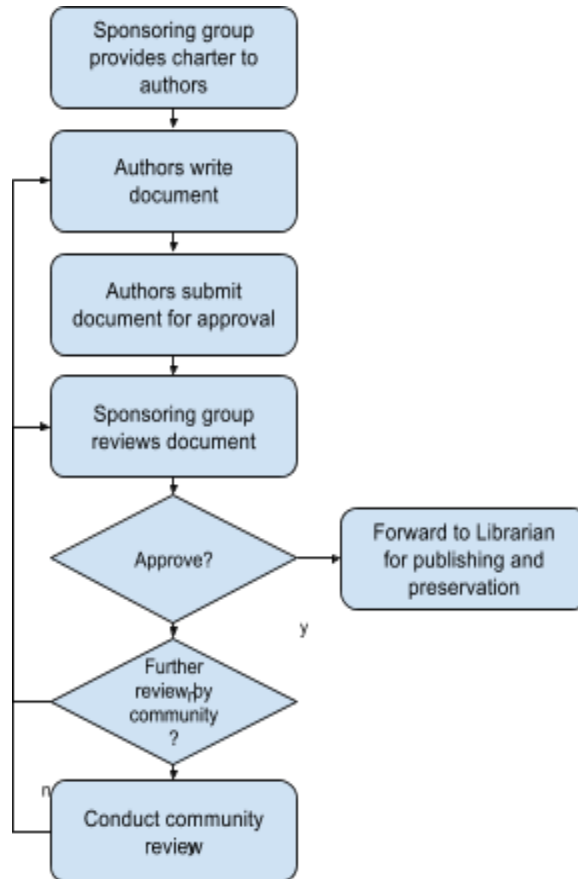 Sponsoring group
provides charter to
authors
Authors write
document
Authors submit
document for approval
Sponsoring group
reviews document
Approve?
Forward to Librarian
for publishing and
preservation
y
Further
review by
n
community
?
n
Conduct community
review
y